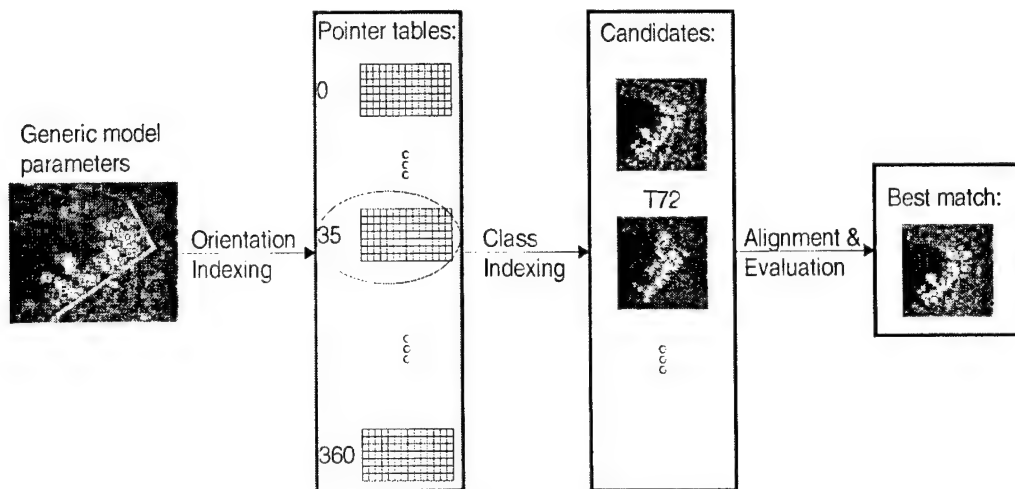 Generic model
parameters
Orientation
Indexing
Pointer tables:
0
35
360
Class
Indexing
Candidates:
T72
Alignment &
Evaluation
Best match: